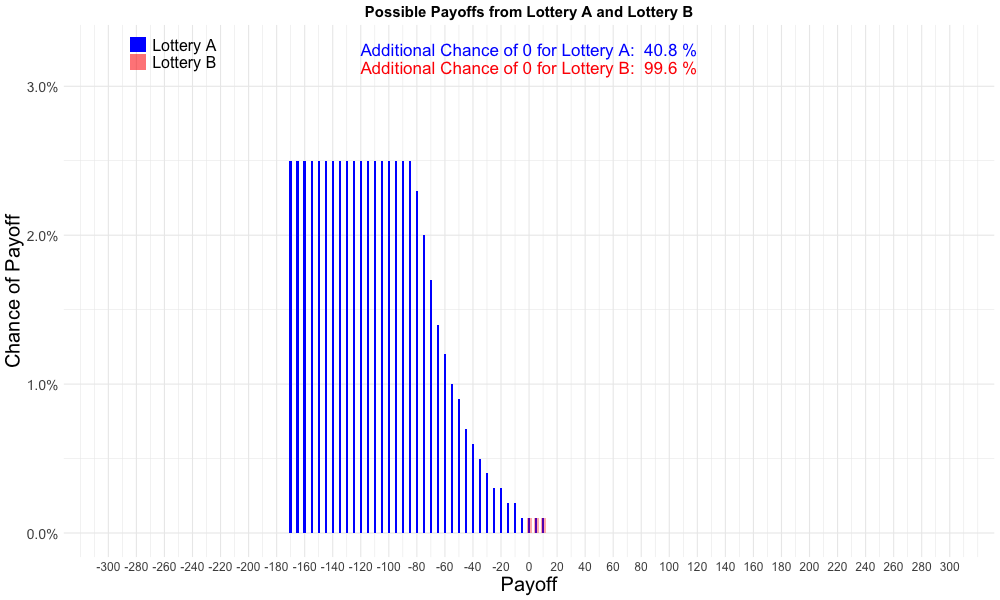 Possible Payoffs from Lottery A and Lottery B
Lottery A
Lottery B
Additional Chance of 0 for Lottery A: 40.8 %
Additional Chance of 0 for Lottery B: 99.6 %
Chance of Payoff
3.0%
2.0%
1.0%
0.0%
-300 -280 -260 -240 -220 -200 -180 -160 -140 -120 -100 -80 -60 -40 -20 0 20 40 60 80 100 120 140 160 180 200 220 240 260 280 300
Payoff